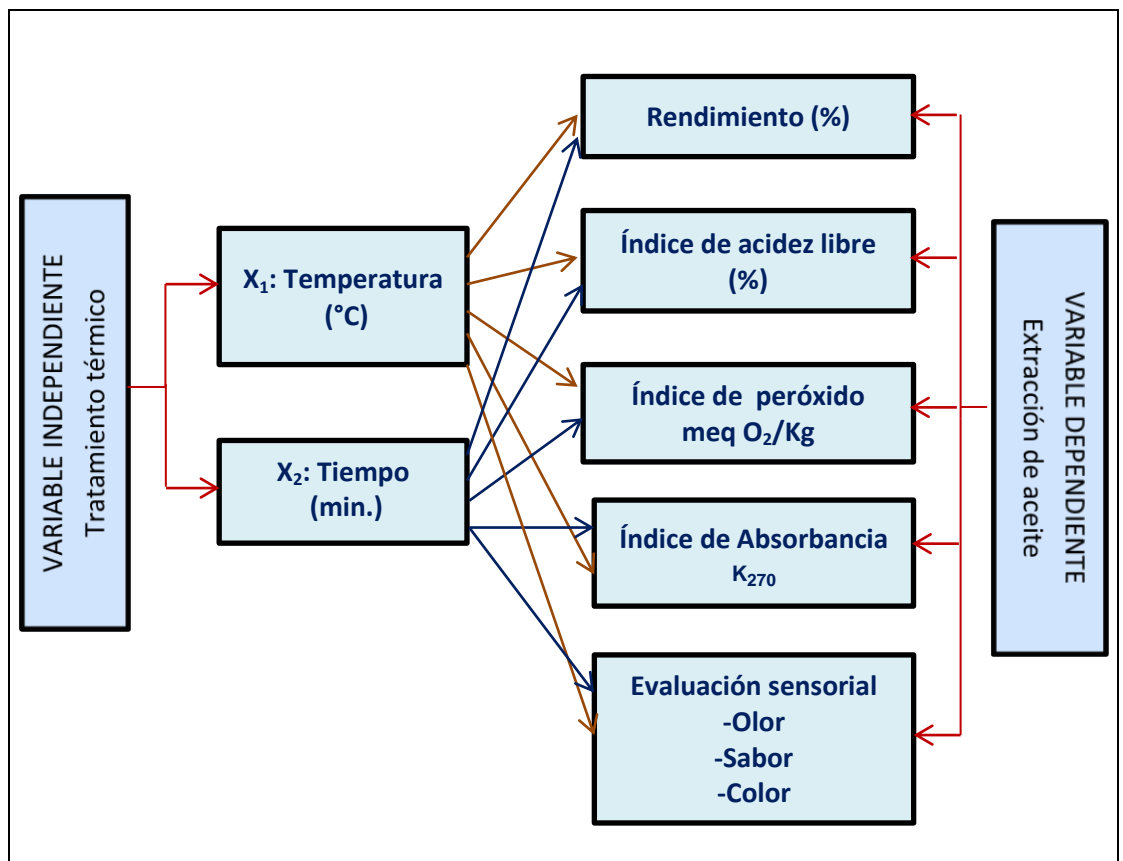 VARIABLE INDEPENDIENTE
Tratamiento térmico
X₁: Temperatura
(°C)
X₂: Tiempo
(min.)
Rendimiento (%)
Índice de acidez libre
(%)
Índice de peróxido
meq O₂/Kg
Índice de Absorbancia
K₂₇₀
Evaluación sensorial
-Olor
-Sabor
-Color
VARIABLE DEPENDIENTE
Extracción de aceite